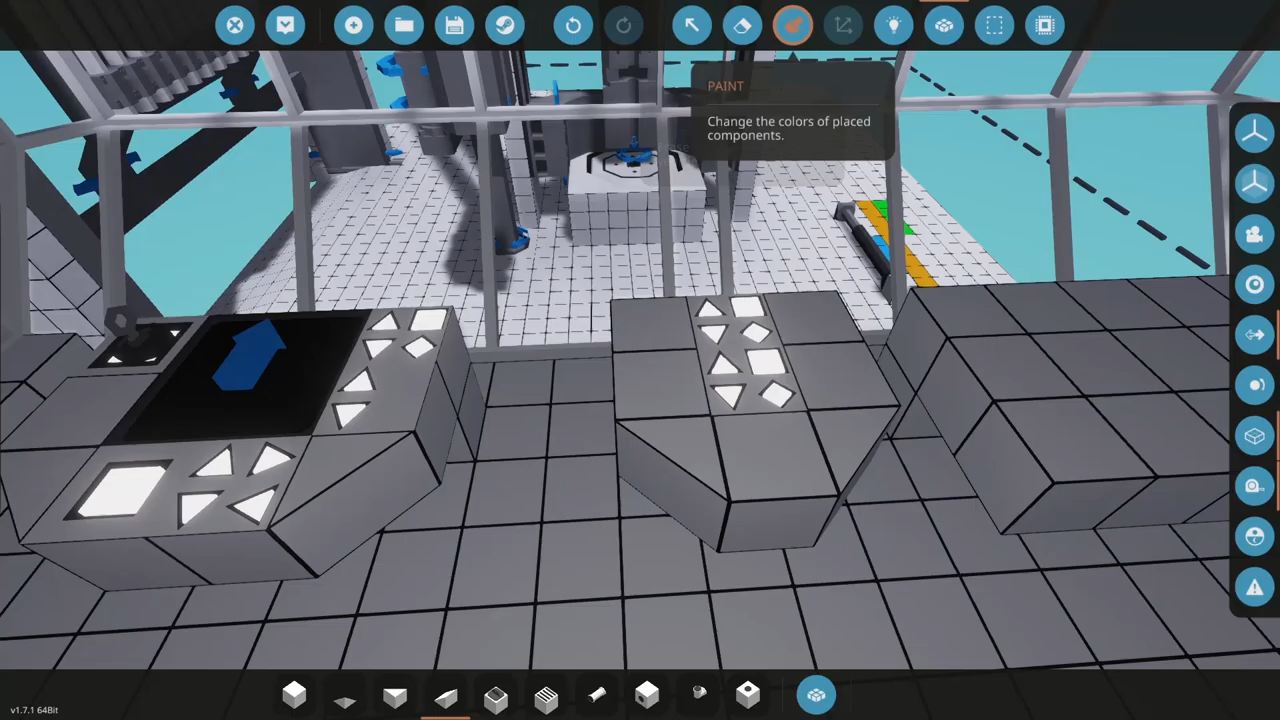 PAINT
Change the colors of placed
components.
v1.7.1 64Bit